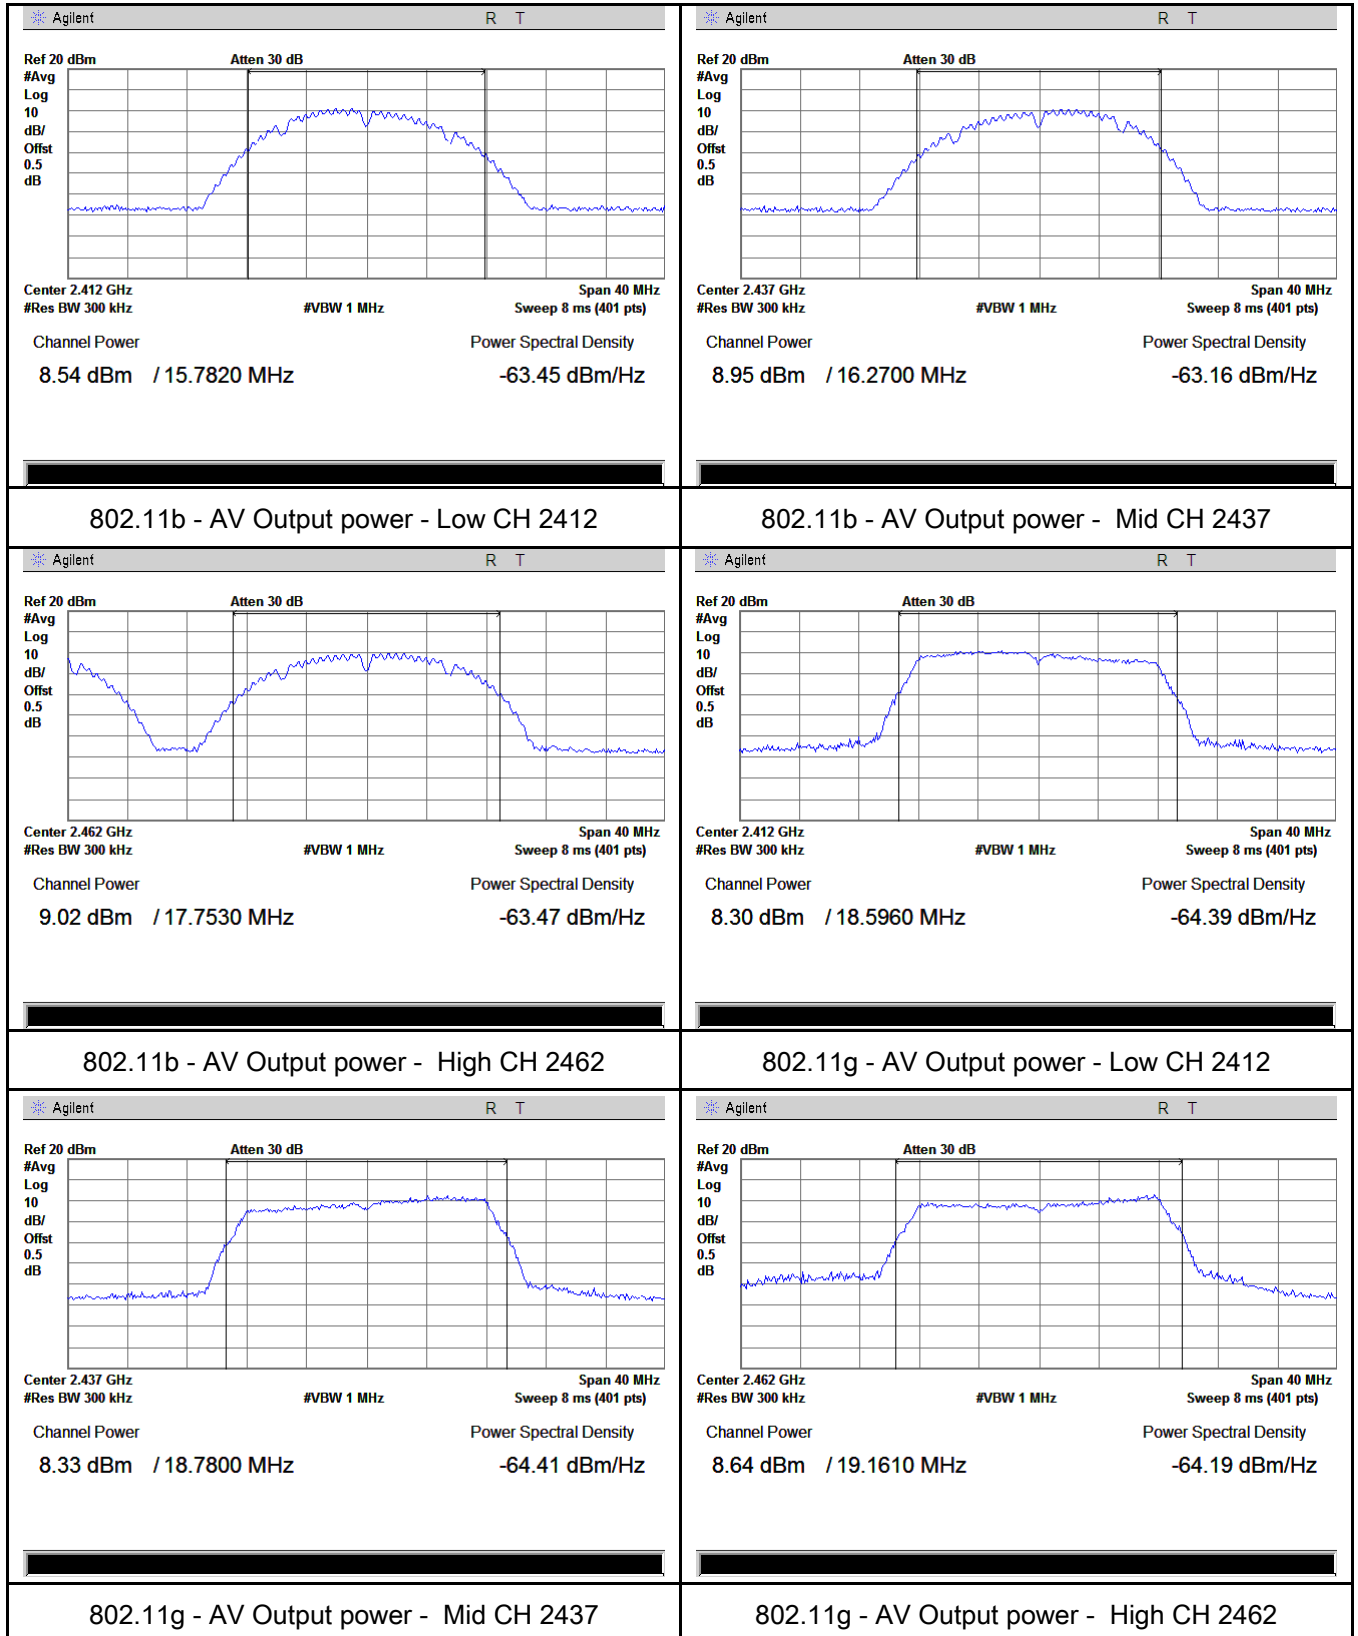 Agilent R T
Ref 20 dBm Atten 30 dB
#Avg
Log
10
dB/
Offst
0.5
dB
Center 2.412 GHz Span 40 MHz
#Res BW 300 kHz #VBW 1 MHz Sweep 8 ms (401 pts)
Channel Power Power Spectral Density
8.54 dBm / 15.7820 MHz -63.45 dBm/Hz
802.11b - AV Output power - Low CH 2412
Agilent R T
Ref 20 dBm Atten 30 dB
#Avg
Log
10
dB/
Offst
0.5
dB
Center 2.437 GHz Span 40 MHz
#Res BW 300 kHz #VBW 1 MHz Sweep 8 ms (401 pts)
Channel Power Power Spectral Density
8.95 dBm / 16.2700 MHz -63.16 dBm/Hz
802.11b - AV Output power - Mid CH 2437
Agilent R T
Ref 20 dBm Atten 30 dB
#Avg
Log
10
dB/
Offst
0.5
dB
Center 2.462 GHz Span 40 MHz
#Res BW 300 kHz #VBW 1 MHz Sweep 8 ms (401 pts)
Channel Power Power Spectral Density
9.02 dBm / 17.7530 MHz -63.47 dBm/Hz
802.11b - AV Output power - High CH 2462
Agilent R T
Ref 20 dBm Atten 30 dB
#Avg
Log
10
dB/
Offst
0.5
dB
Center 2.412 GHz Span 40 MHz
#Res BW 300 kHz #VBW 1 MHz Sweep 8 ms (401 pts)
Channel Power Power Spectral Density
8.30 dBm / 18.5960 MHz -64.39 dBm/Hz
802.11g - AV Output power - Low CH 2412
Agilent R T
Ref 20 dBm Atten 30 dB
#Avg
Log
10
dB/
Offst
0.5
dB
Center 2.437 GHz Span 40 MHz
#Res BW 300 kHz #VBW 1 MHz Sweep 8 ms (401 pts)
Channel Power Power Spectral Density
8.33 dBm / 18.7800 MHz -64.41 dBm/Hz
802.11g - AV Output power - Mid CH 2437
Agilent R T
Ref 20 dBm Atten 30 dB
#Avg
Log
10
dB/
Offst
0.5
dB
Center 2.462 GHz Span 40 MHz
#Res BW 300 kHz #VBW 1 MHz Sweep 8 ms (401 pts)
Channel Power Power Spectral Density
8.64 dBm / 19.1610 MHz -64.19 dBm/Hz
802.11g - AV Output power - High CH 2462